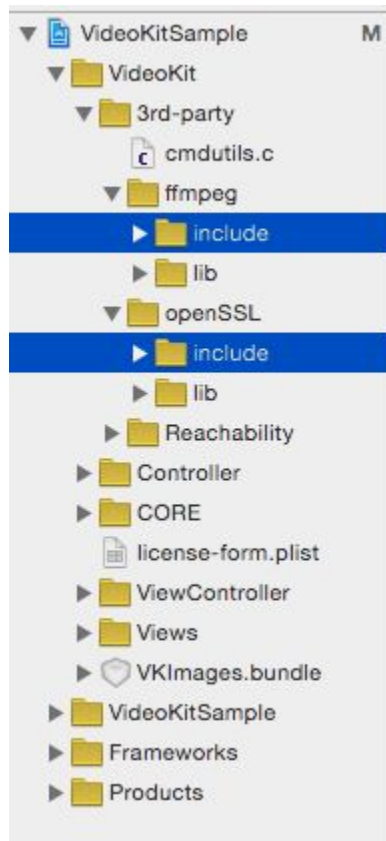 VideoKitSample M
VideoKit
3rd-party
c cmdutils.c
ffmpeg
include
lib
openSSL
include
lib
Reachability
Controller
CORE
license-form.plist
ViewController
Views
VKImages.bundle
VideoKitSample
Frameworks
Products